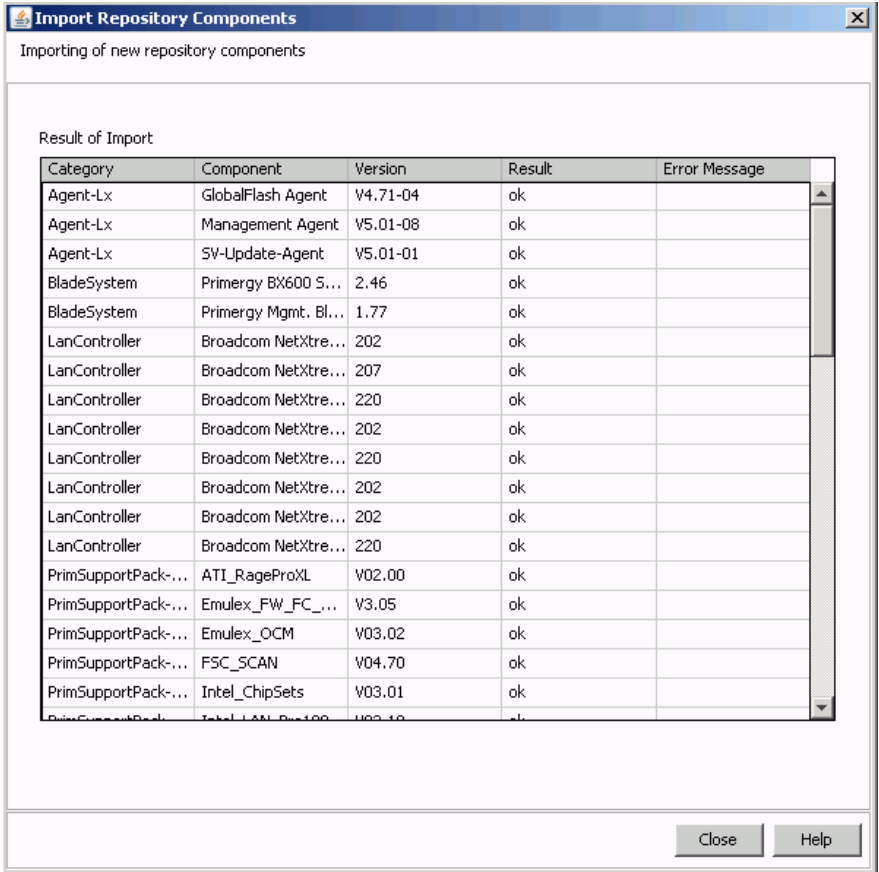 Import Repository Components
Importing of new repository components
Result of Import
Category Component Version Result Error Message
Agent-Lx GlobalFlash Agent V4.71-04 ok
Agent-Lx Management Agent V5.01-08 ok
Agent-Lx SV-Update-Agent V5.01-01 ok
BladeSystem Primergy BX600 S... 2.46 ok
BladeSystem Primergy Mgmt. Bl... 1.77 ok
LanController Broadcom NetXtre... 202 ok
LanController Broadcom NetXtre... 207 ok
LanController Broadcom NetXtre... 220 ok
LanController Broadcom NetXtre... 202 ok
LanController Broadcom NetXtre... 220 ok
LanController Broadcom NetXtre... 202 ok
LanController Broadcom NetXtre... 202 ok
LanController Broadcom NetXtre... 220 ok
PrimSupportPack-... ATI_RageProXL V02.00 ok
PrimSupportPack-... Emulex_FW_FC_... V3.05 ok
PrimSupportPack-... Emulex_OCM V03.02 ok
PrimSupportPack-... FSC_SCAN V04.70 ok
PrimSupportPack-... Intel_ChipSets V03.01 ok
Close Help